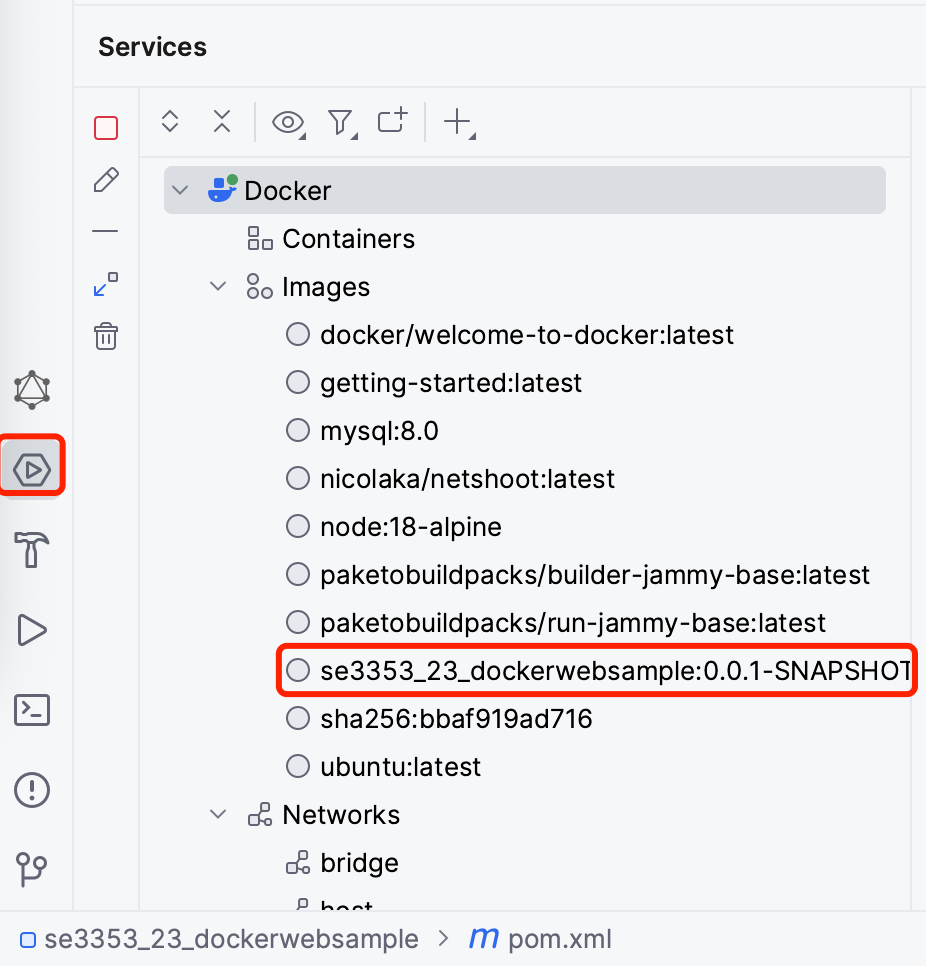 Services
Docker
Containers
Images
docker/welcome-to-docker:latest
getting-started:latest
mysql:8.0
nicolaka/netshoot:latest
node:18-alpine
paketobuildpacks/builder-jammy-base:latest
paketobuildpacks/run-jammy-base:latest
se3353_23_dockerwebsample:0.0.1-SNAPSHOT
sha256:bbaf919ad716
ubuntu:latest
Networks
bridge
host
se3353_23_dockerwebsample > m pom.xml